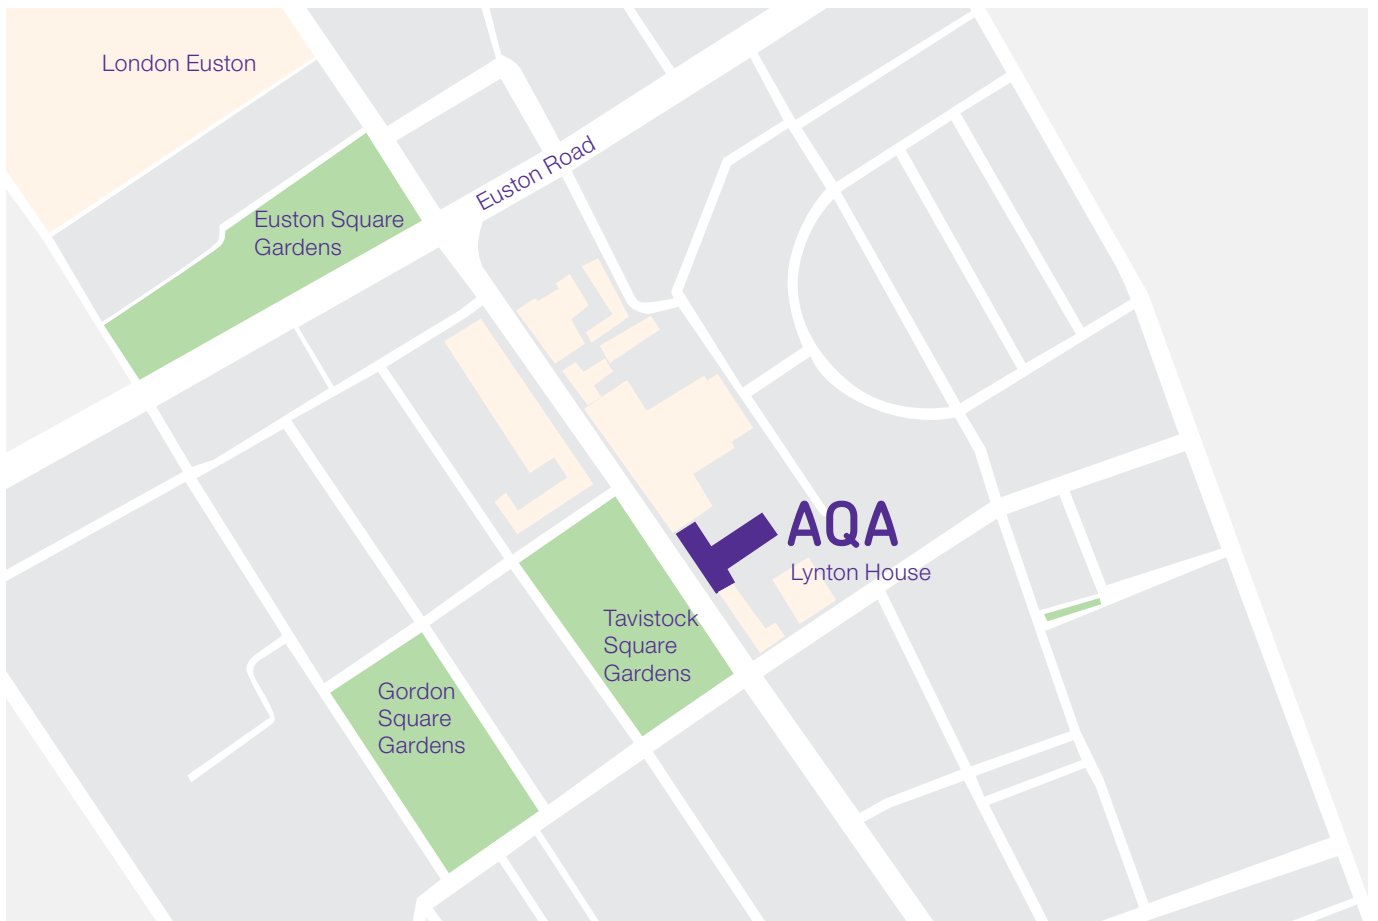 London Euston
Euston Road
Euston Square
Gardens
AQA
Lynton House
Tavistock
Square
Gardens
Gordon
Square
Gardens